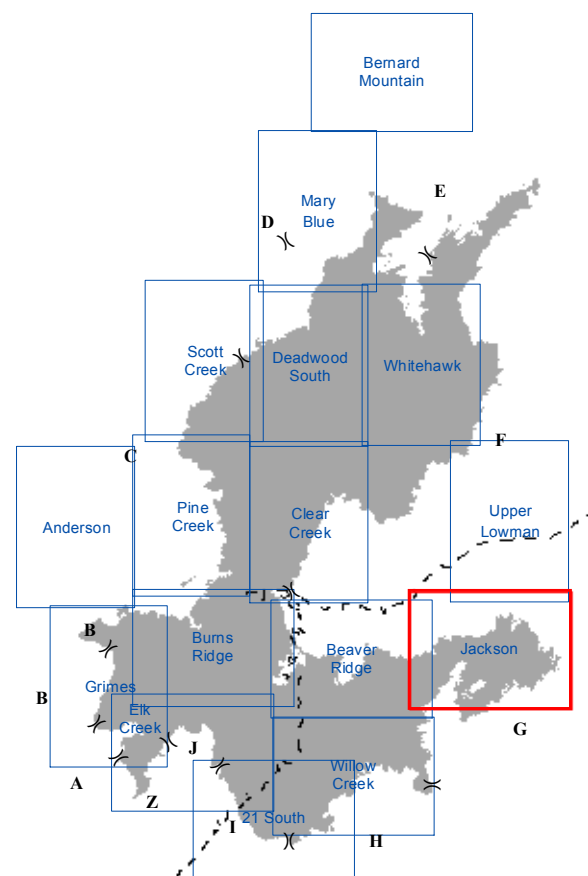 Bernard
Mountain
E
Mary
Blue
D
Scott
Creek
Deadwood
South
Whitehawk
F
C
Pine
Creek
Clear
Creek
Upper
Lowman
Anderson
B
Burns
Ridge
Beaver
Ridge
Jackson
B
Grimes
Elk
Creek
G
J
Willow
Creek
A
Z
I
21 South
H